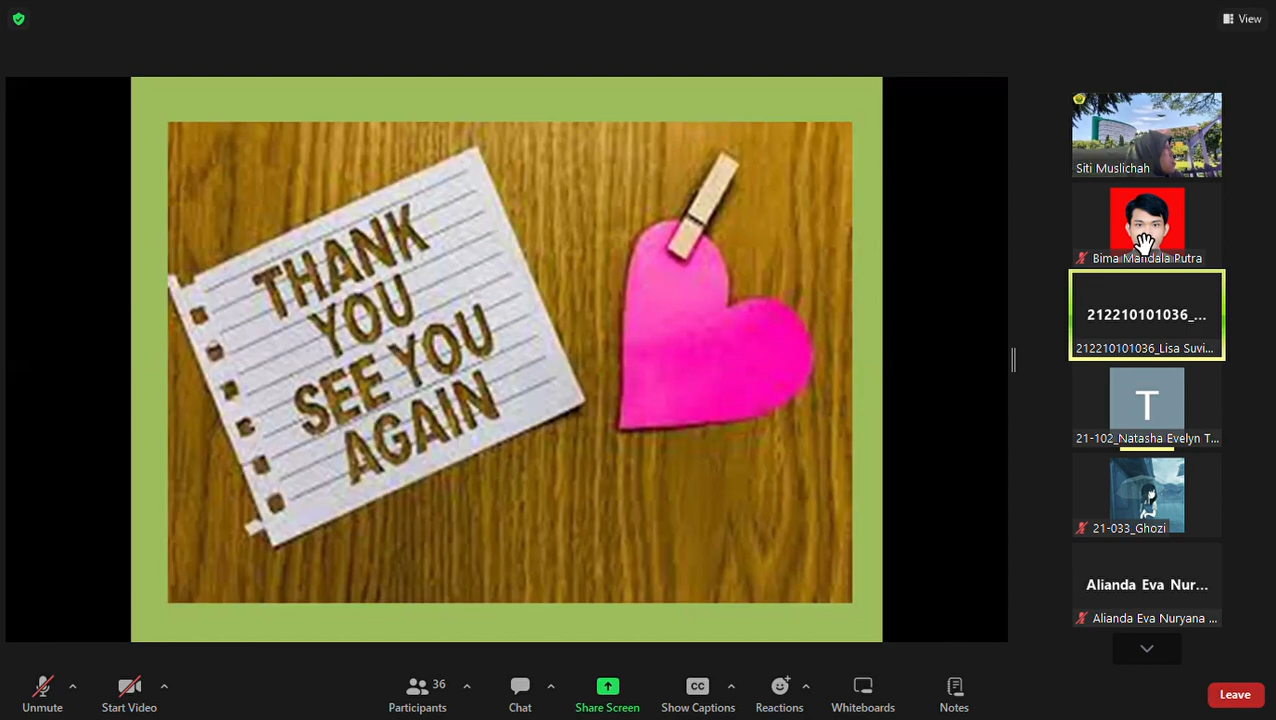 View
THANK
YOU
SEE YOU
AGAIN
Siti Muslichah
Bima Mandala Putra
212210101036_...
212210101036_Lisa Suvi...
T
21-102_Natasha Evelyn T...
21-033_Ghozi
Alianda Eva Nur...
Alianda Eva Nuryana ...
Unmute
Start Video
36
Participants
Chat
Share Screen
CC
Show Captions
Reactions
Whiteboards
Notes
Leave